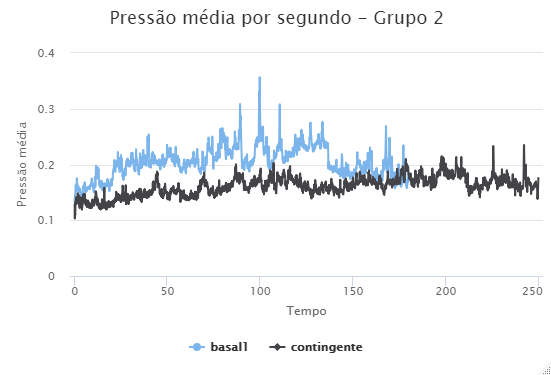 Pressão média por segundo - Grupo 2
0.4
0.3
0.2
0.1
0
Pressão média
0 50 100 150 200 250
Tempo
basal1 contingente